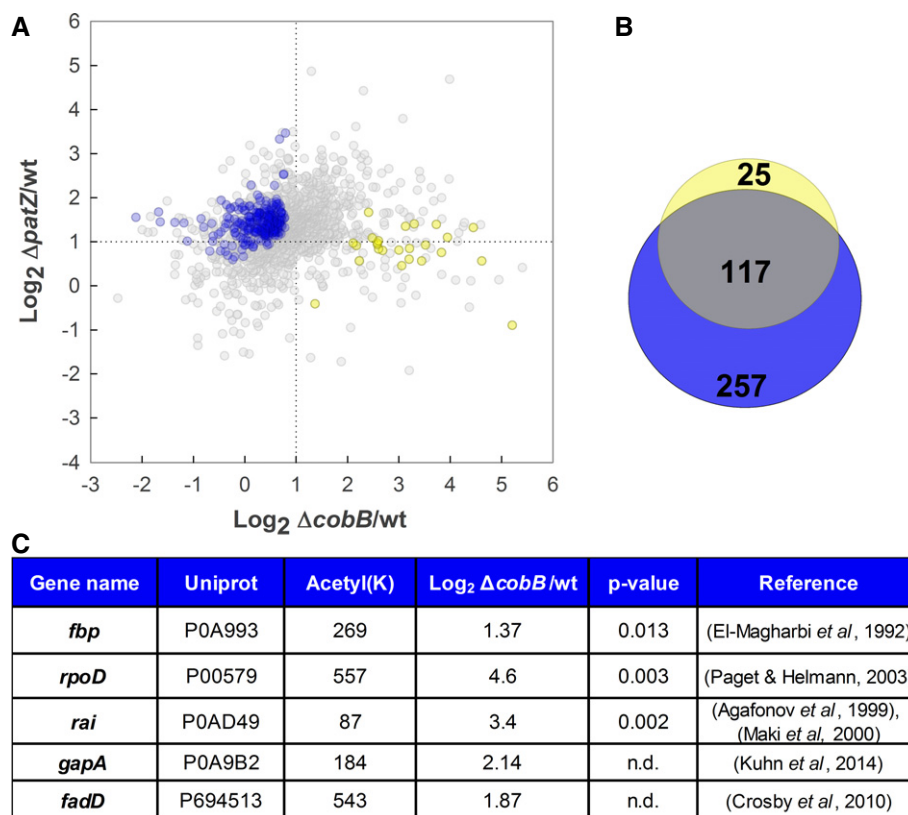 A
B
6
5
4
3
2
1
0
-1
-2
-3
-4
Log2 ΔpatZ/wt
-3 -2 -1 0 1 2 3 4 5 6
Log2 ΔcobB/wt
25
117
257
C
Gene name Uniprot Acetyl(K) Log2 ΔcobB/wt p-value Reference
fbp P0A993 269 1.37 0.013 (El-Magharbi et al, 1992)
rpoD P00579 557 4.6 0.003 (Paget & Helmann, 2003
rai P0AD49 87 3.4 0.002 (Agafonov et al, 1999),
(Maki et al, 2000)
gapA P0A9B2 184 2.14 n.d. (Kuhn et al, 2014)
fadD P694513 543 1.87 n.d. (Crosby et al, 2010)